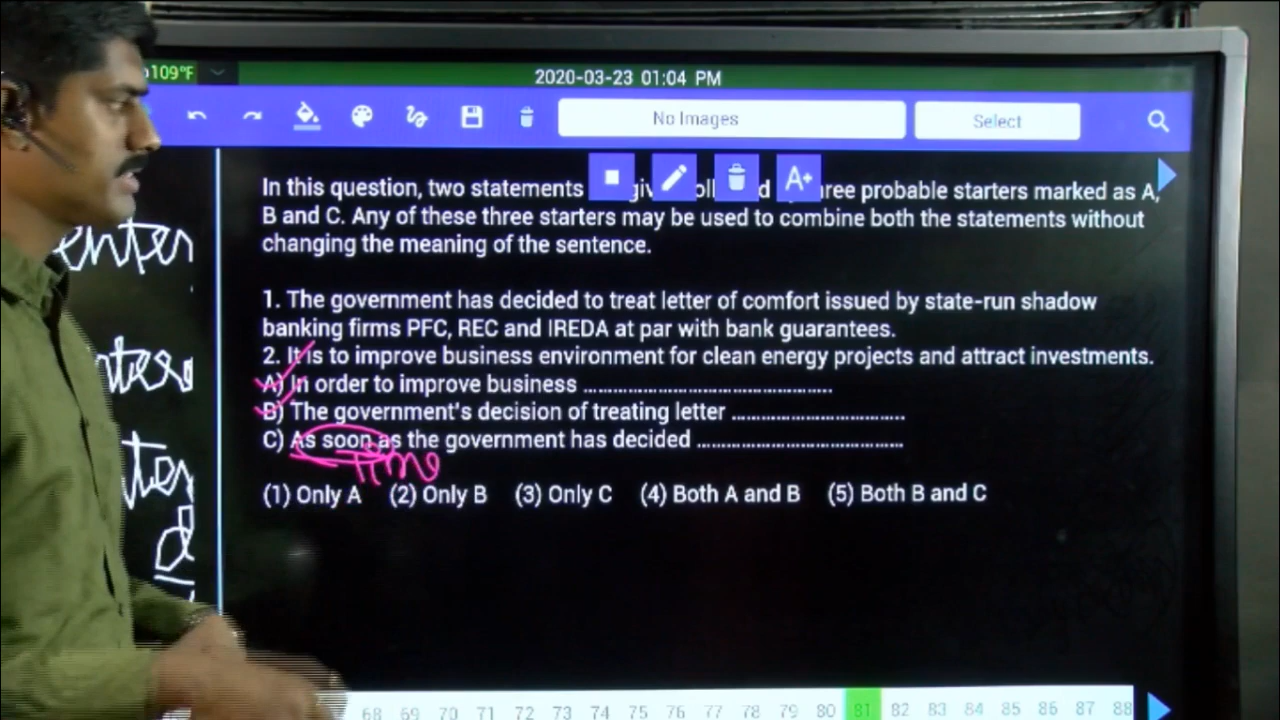 109°F
2020-03-23 01:04 PM
No Images
Select
A+
In this question, two statements
hree probable starters marked as A,
B and C. Any of these three starters may be used to combine both the statements without
changing the meaning of the sentence.
1. The government has decided to treat letter of comfort issued by state-run shadow
banking firms PFC, REC and IREDA at par with bank guarantees.
2. It is to improve business environment for clean energy projects and attract investments.
A) In order to improve business ................................................
B) The government's decision of treating letter .................................
C) As soon as the government has decided ........................................
Time
(1) Only A (2) Only B (3) Only C (4) Both A and B (5) Both B and C
68 69 70 71 72 73 74 75 76 77 78 79 80 81 82 83 84 85 86 87 88